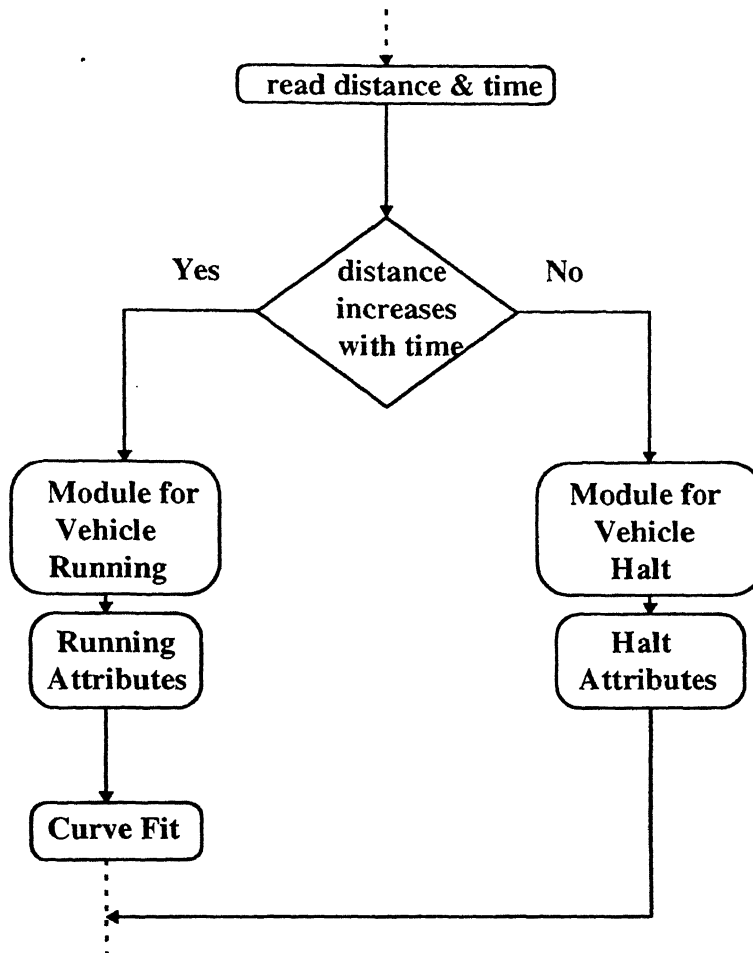 read distance & time
Yes
distance
increases
with time
No
Module for
Vehicle
Running
Module for
Vehicle
Halt
Running
Attributes
Halt
Attributes
Curve Fit